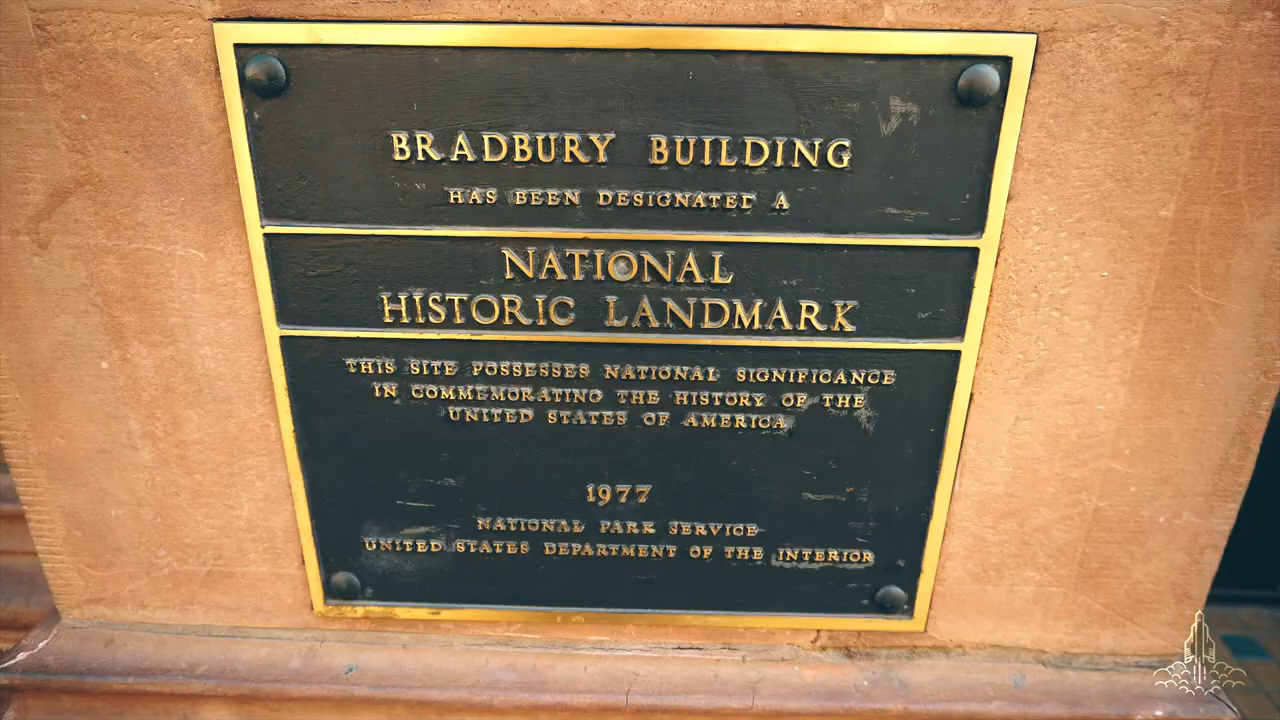 BRADBURY BUILDING
HAS BEEN DESIGNATED A
NATIONAL
HISTORIC LANDMARK
THIS SITE POSSESSES NATIONAL SIGNIFICANCE
IN COMMEMORATING THE HISTORY OF THE
UNITED STATES OF AMERICA
1977
NATIONAL PARK SERVICE
UNITED STATES DEPARTMENT OF THE INTERIOR